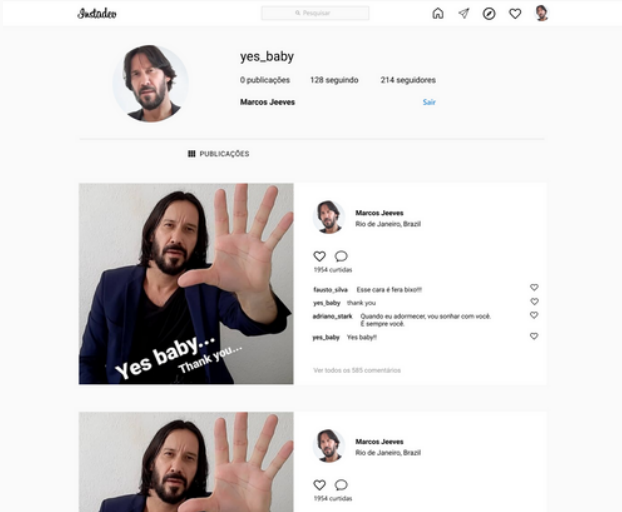 Instadev
Pesquisar
yes_baby
0 publicações 128 seguindo 214 seguidores
Marcos Jeeves Sair
PUBLICAÇÕES
Yes baby...
Thank you...
Marcos Jeeves
Rio de Janeiro, Brazil
1954 curtidas
fausto_silva Esse cara é fera bixo!!!
yes_baby thank you
adriano_stark Quando eu adormecer, vou sonhar com você.
É sempre você.
yes_baby Yes baby!!
Ver todos os 585 comentários
Marcos Jeeves
Rio de Janeiro, Brazil
1954 curtidas